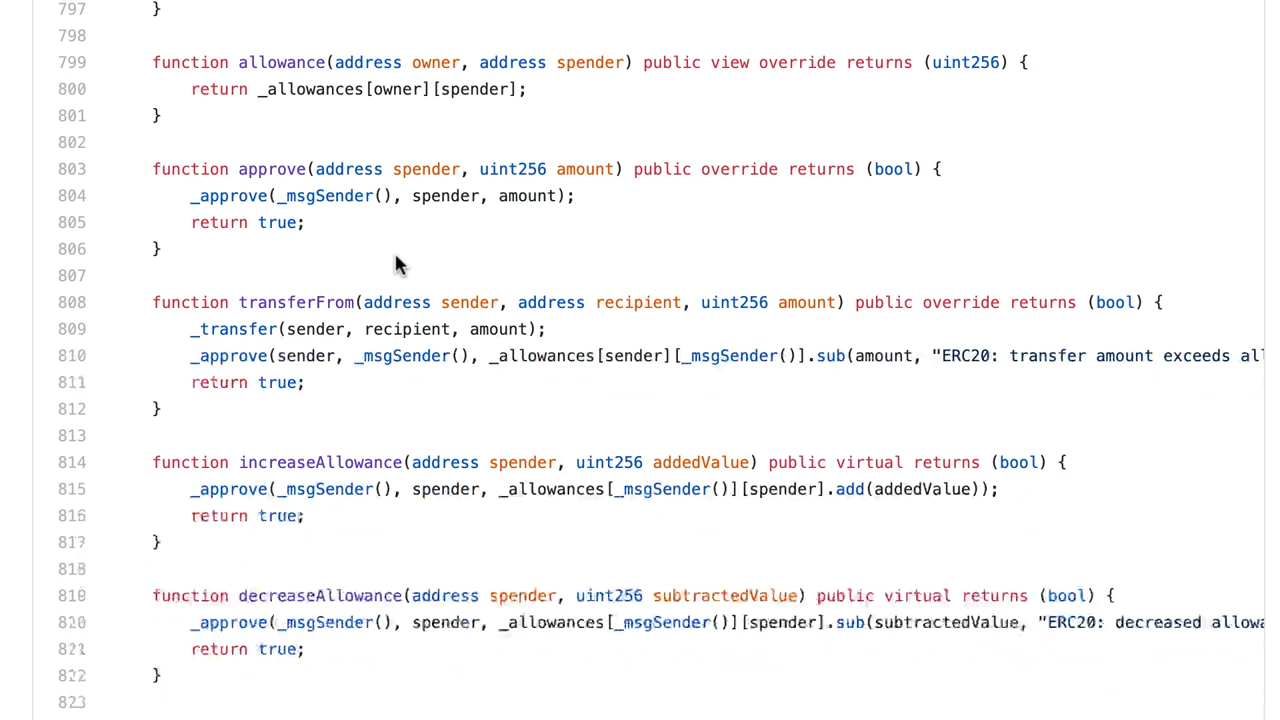 797 }
798
799 function allowance(address owner, address spender) public view override returns (uint256) {
800 return _allowances[owner][spender];
801 }
802
803 function approve(address spender, uint256 amount) public override returns (bool) {
804 _approve(_msgSender(), spender, amount);
805 return true;
806 }
807
808 function transferFrom(address sender, address recipient, uint256 amount) public override returns (bool) {
809 _transfer(sender, recipient, amount);
810 _approve(sender, _msgSender(), _allowances[sender][_msgSender()].sub(amount, "ERC20: transfer amount exceeds all
811 return true;
812 }
813
814 function increaseAllowance(address spender, uint256 addedValue) public virtual returns (bool) {
815 _approve(_msgSender(), spender, _allowances[_msgSender()][spender].add(addedValue));
816 return true;
817 }
818
819 function decreaseAllowance(address spender, uint256 subtractedValue) public virtual returns (bool) {
820 _approve(_msgSender(), spender, _allowances[_msgSender()][spender].sub(subtractedValue, "ERC20: decreased allowa
821 return true;
822 }
823